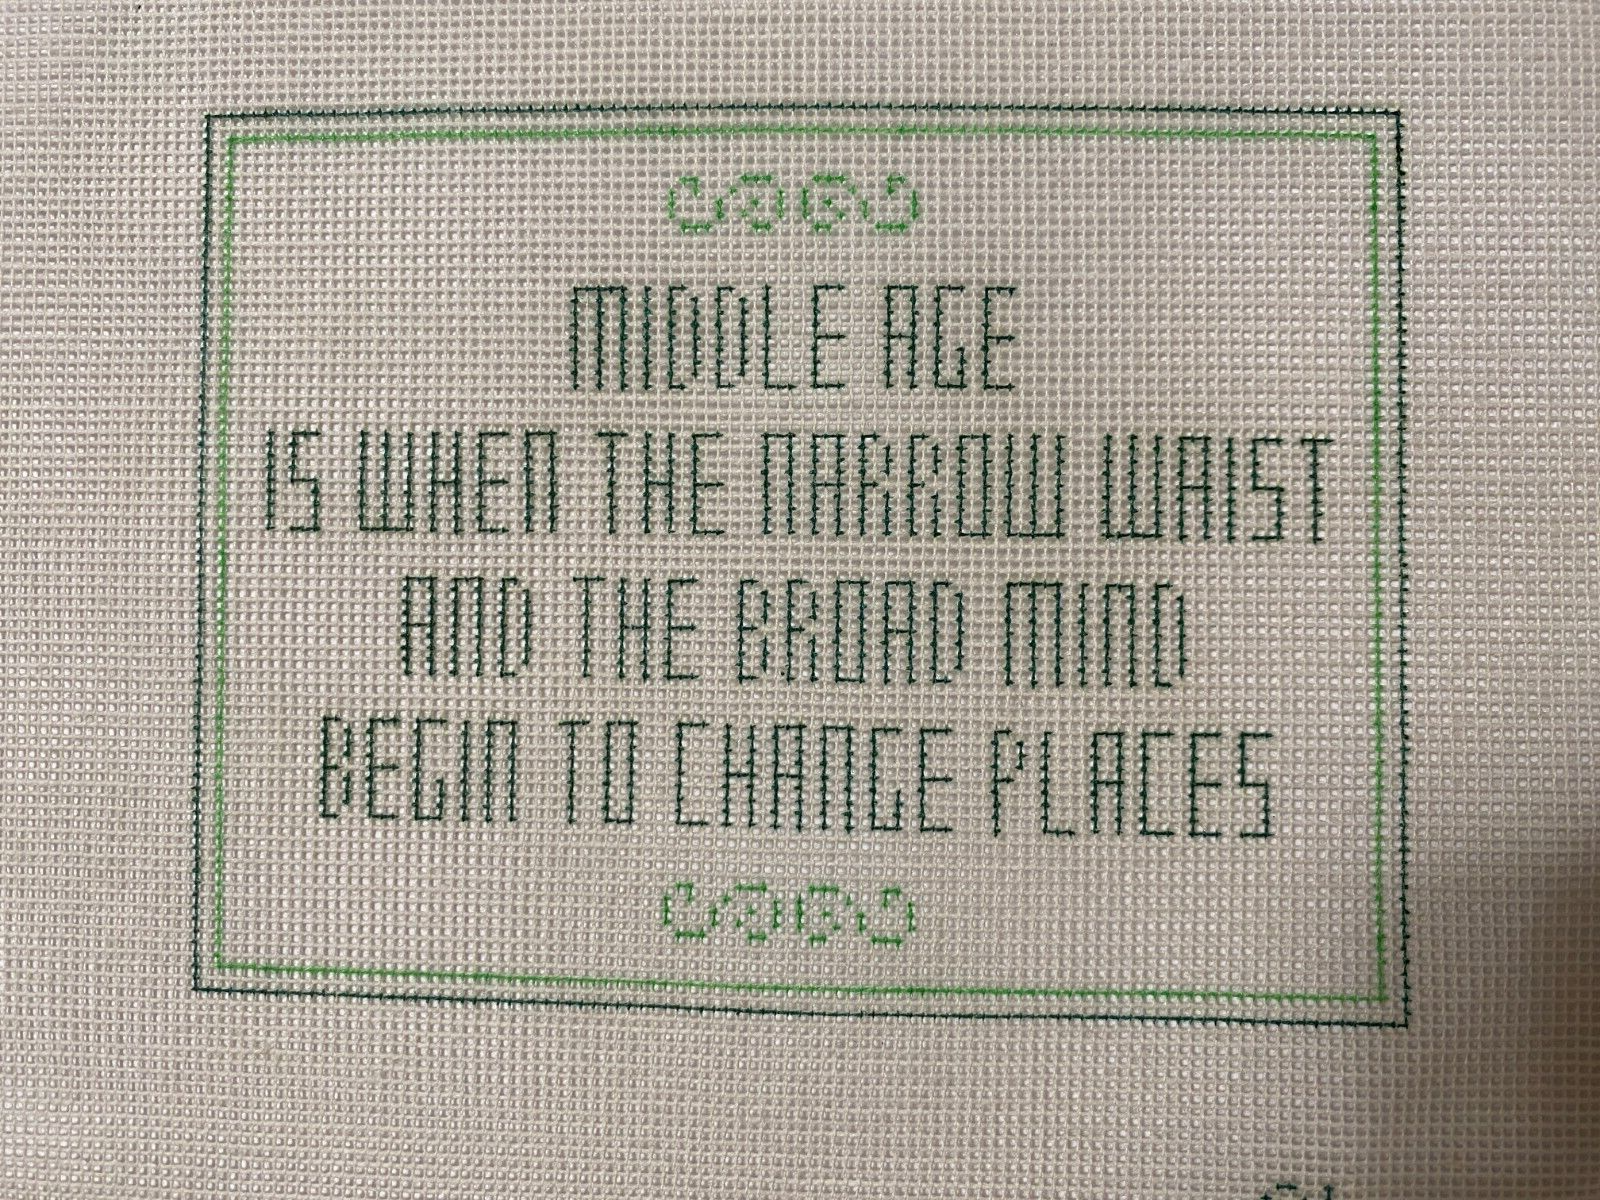 MIDDLE AGE
IS WHEN THE NARROW WAIST
AND THE BROAD MIND
BEGIN TO CHANGE PLACES